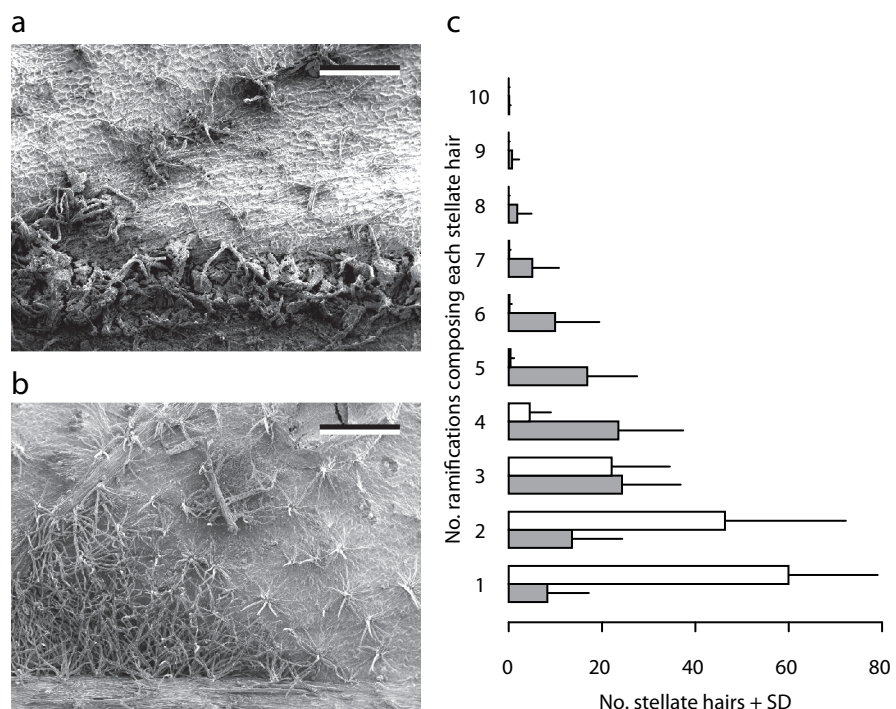 a
b
c
No. ramifications composing each stellate hair
10
9
8
7
6
5
4
3
2
1
0 20 40 60 80
No. stellate hairs + SD